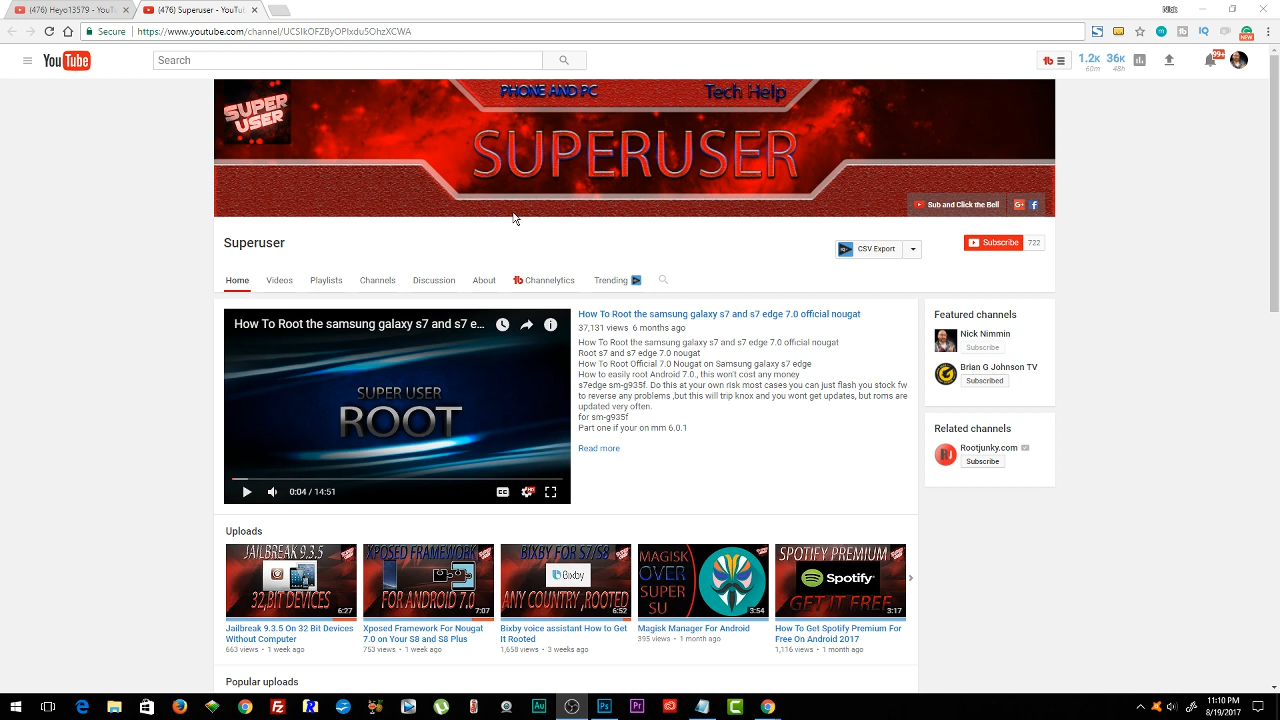 (476) Heyo13579 - YouTu
(476) Superuser - YouTu
Nick
Secure
https://www.youtube.com/channel/UCSIkOFZByOPIxdu5OhzXCWA
NEW
YouTube
Search
1.2K 36K
60m 48h
99+
PHONE AND PC
Tech Help
SUPER
USER
SUPERUSER
Sub and Click the Bell
Superuser
CSV Export
Subscribe 722
Home Videos Playlists Channels Discussion About Channelytics Trending
How To Root the samsung galaxy s7 and s7 e...
SUPER USER
ROOT
0:04 / 14:51
How To Root the samsung galaxy s7 and s7 edge 7.0 official nougat
37,131 views 6 months ago
How To Root the samsung galaxy s7 and s7 edge 7.0 official nougat
Root s7 and s7 edge 7.0 nougat
How To Root Official 7.0 Nougat on Samsung galaxy s7 edge
How to easily root Android 7.0., this won't cost any money
s7edge sm-g935f. Do this at your own risk most cases you can just flash you stock fw
to reverse any problems ,but this will trip knox and you wont get updates, but roms are
updated very often.
for sm-g935f
Part one if your on mm 6.0.1
Read more
Featured channels
Nick Nimmin
Subscribe
Brian G Johnson TV
Subscribed
Related channels
Rootjunky.com
Subscribe
Uploads
JAILBREAK 9.3.5
32,BIT DEVICES
6:27
XPOSED FRAMEWORK
FOR ANDROID 7.0
7:07
BIXBY FOR S7/S8
Bixby
ANY COUNTRY ,ROOTED
6:52
MAGISK
OVER
SUPER
SU
3:54
SPOTIFY PREMIUM
Spotify
GET IT FREE
3:17
Jailbreak 9.3.5 On 32 Bit Devices
Without Computer
663 views • 1 week ago
Xposed Framework For Nougat
7.0 on Your S8 and S8 Plus
753 views • 1 week ago
Bixby voice assistant How to Get
It Rooted
1,658 views • 3 weeks ago
Magisk Manager For Android
395 views • 1 month ago
How To Get Spotify Premium For
Free On Android 2017
1,116 views • 1 month ago
Popular uploads
11:10 PM
8/19/2017